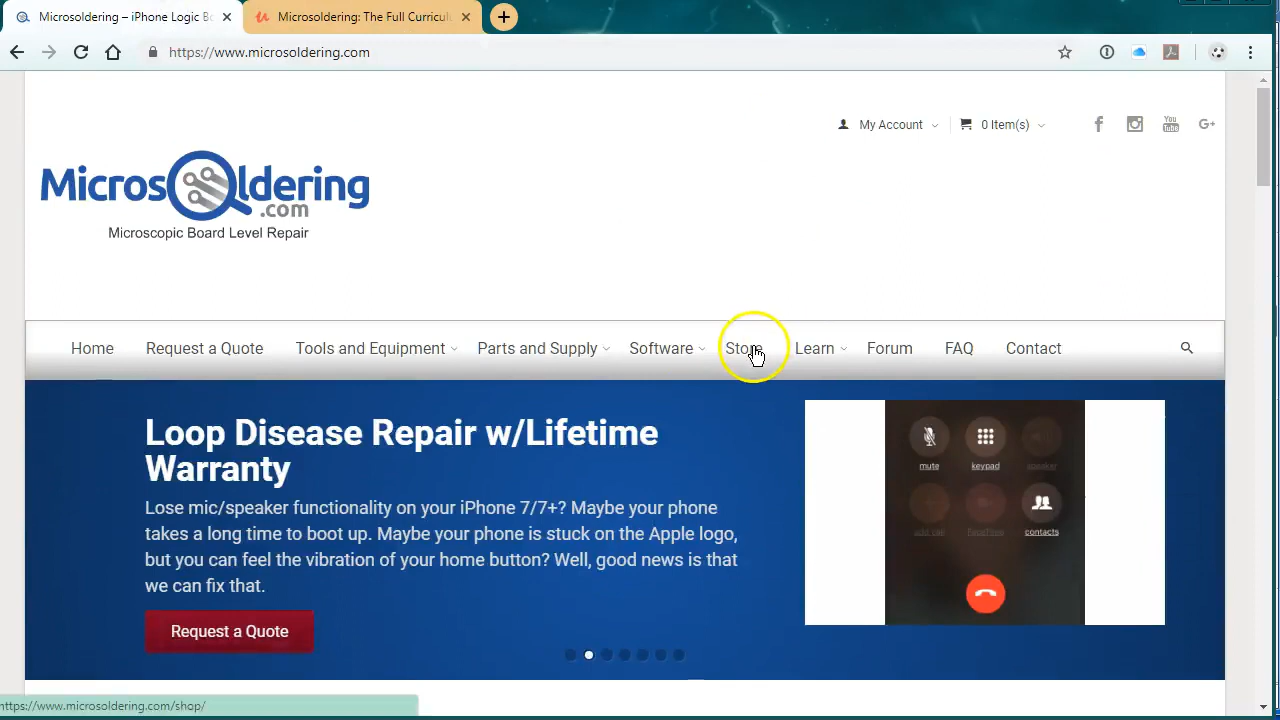 Microsoldering – iPhone Logic Bo
Microsoldering: The Full Curricul
https://www.microsoldering.com
My Account
0 Item(s)
Microsoldering
.com
Microscopic Board Level Repair
Home Request a Quote Tools and Equipment Parts and Supply Software Store Learn Forum FAQ Contact
Loop Disease Repair w/Lifetime
Warranty
Lose mic/speaker functionality on your iPhone 7/7+? Maybe your phone
takes a long time to boot up. Maybe your phone is stuck on the Apple logo,
but you can feel the vibration of your home button? Well, good news is that
we can fix that.
Request a Quote
mute keypad speaker
add call FaceTime contacts
https://www.microsoldering.com/shop/